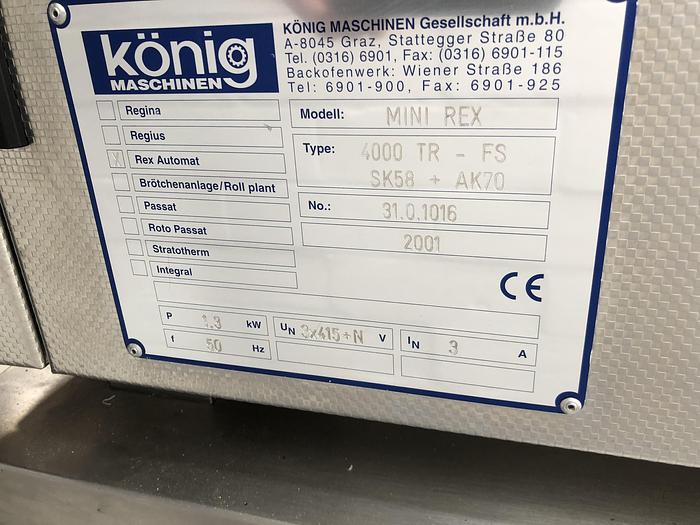 könig
MASCHINEN
KÖNIG MASCHINEN Gesellschaft m.b.H.
A-8045 Graz, Stattegger Straße 80
Tel. (0316) 6901, Fax: (0316) 6901-115
Backofenwerk: Wiener Straße 186
Tel: 6901-900, Fax: 6901-925
Regina
Regius
X Rex Automat
Brötchenanlage/Roll plant
Passat
Roto Passat
Stratotherm
Integral
Modell: MINI REX
Type: 4000 TR - FS
SK58 + AK70
No.: 31.0.1016
2001
CE
P 1.3 kW UN 3x415+N V IN 3 A
f 50 Hz